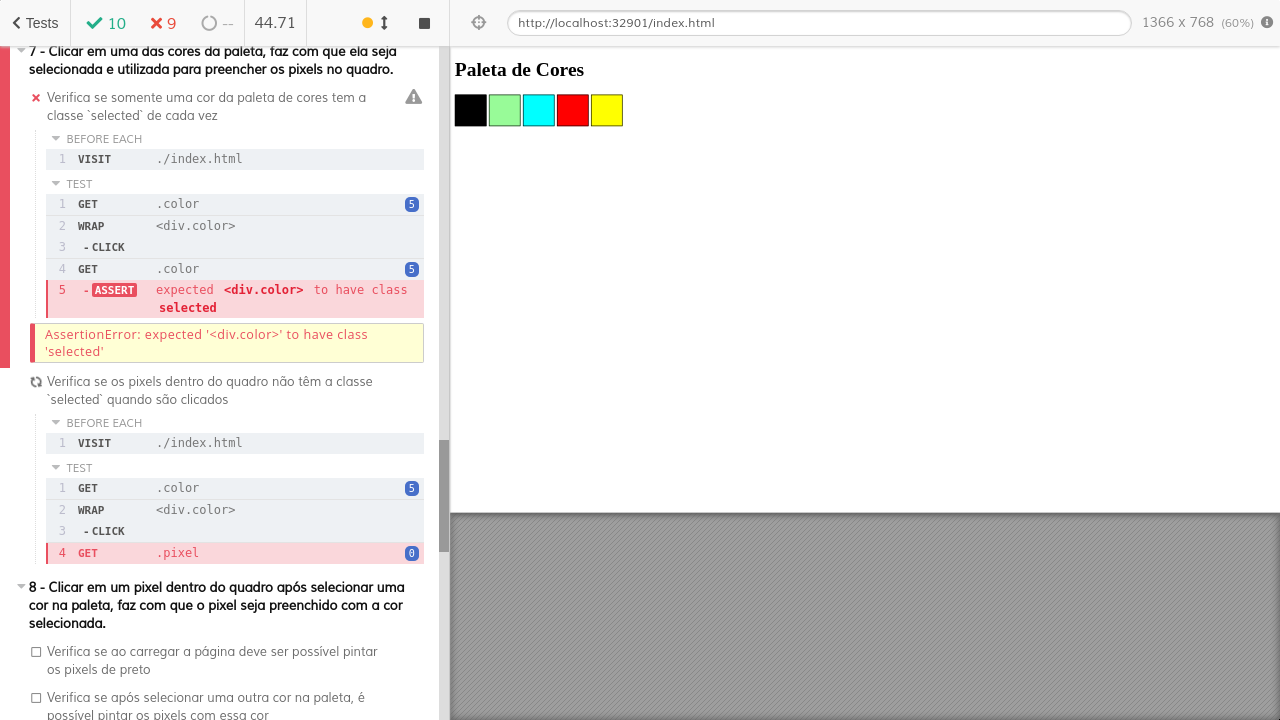 Tests 10 9 -- 44.71
http://localhost:32901/index.html 1366 x 768 (60%)
7 - Clicar em uma das cores da paleta, faz com que ela seja
selecionada e utilizada para preencher os pixels no quadro.
Verifica se somente uma cor da paleta de cores tem a
classe `selected` de cada vez
BEFORE EACH
1 VISIT ./index.html
TEST
1 GET .color 5
2 WRAP <div.color>
3 -CLICK
4 GET .color 5
5 -ASSERT expected <div.color> to have class
selected
AssertionError: expected '<div.color>' to have class
'selected'
Verifica se os pixels dentro do quadro não têm a classe
`selected` quando são clicados
BEFORE EACH
1 VISIT ./index.html
TEST
1 GET .color 5
2 WRAP <div.color>
3 -CLICK
4 GET .pixel 0
8 - Clicar em um pixel dentro do quadro após selecionar uma
cor na paleta, faz com que o pixel seja preenchido com a cor
selecionada.
Verifica se ao carregar a página deve ser possível pintar
os pixels de preto
Verifica se após selecionar uma outra cor na paleta, é
possível pintar os pixels com essa cor
Paleta de Cores